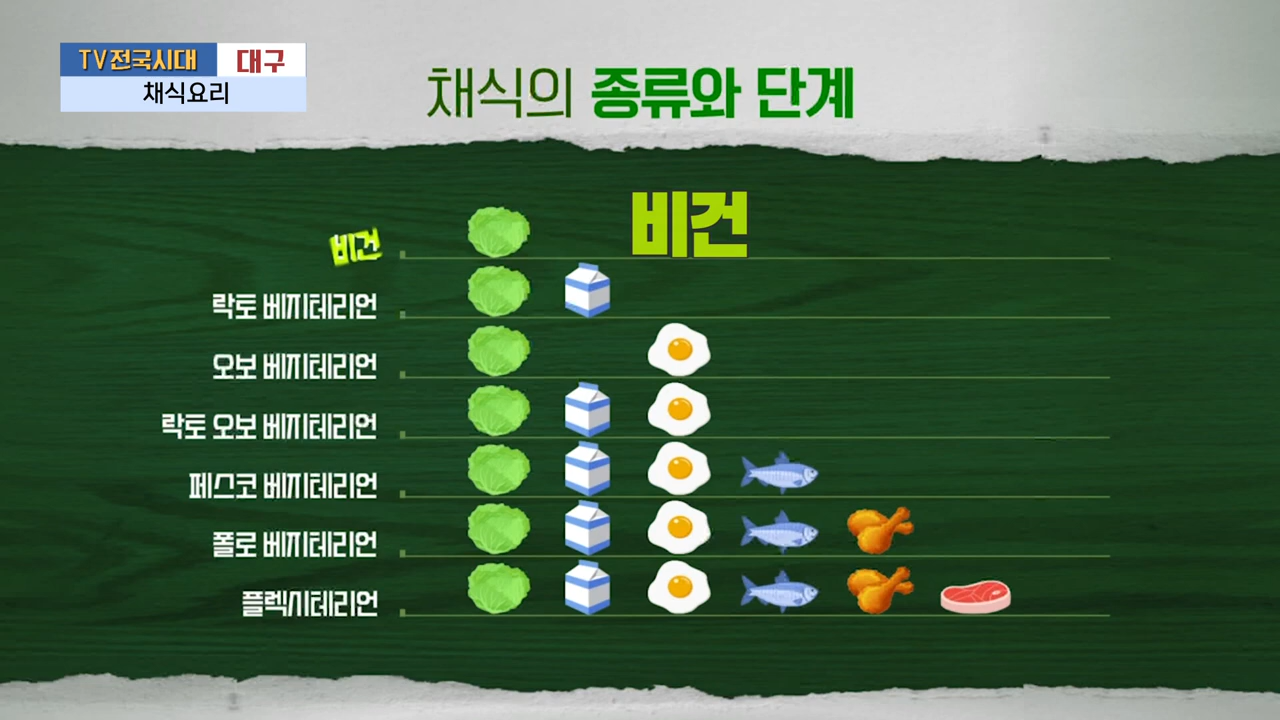 TV전국시대 대구
채식요리
채식의 종류와 단계
비건
비건
락토 베지테리언
오보 베지테리언
락토 오보 베지테리언
페스코 베지테리언
폴로 베지테리언
플렉시테리언